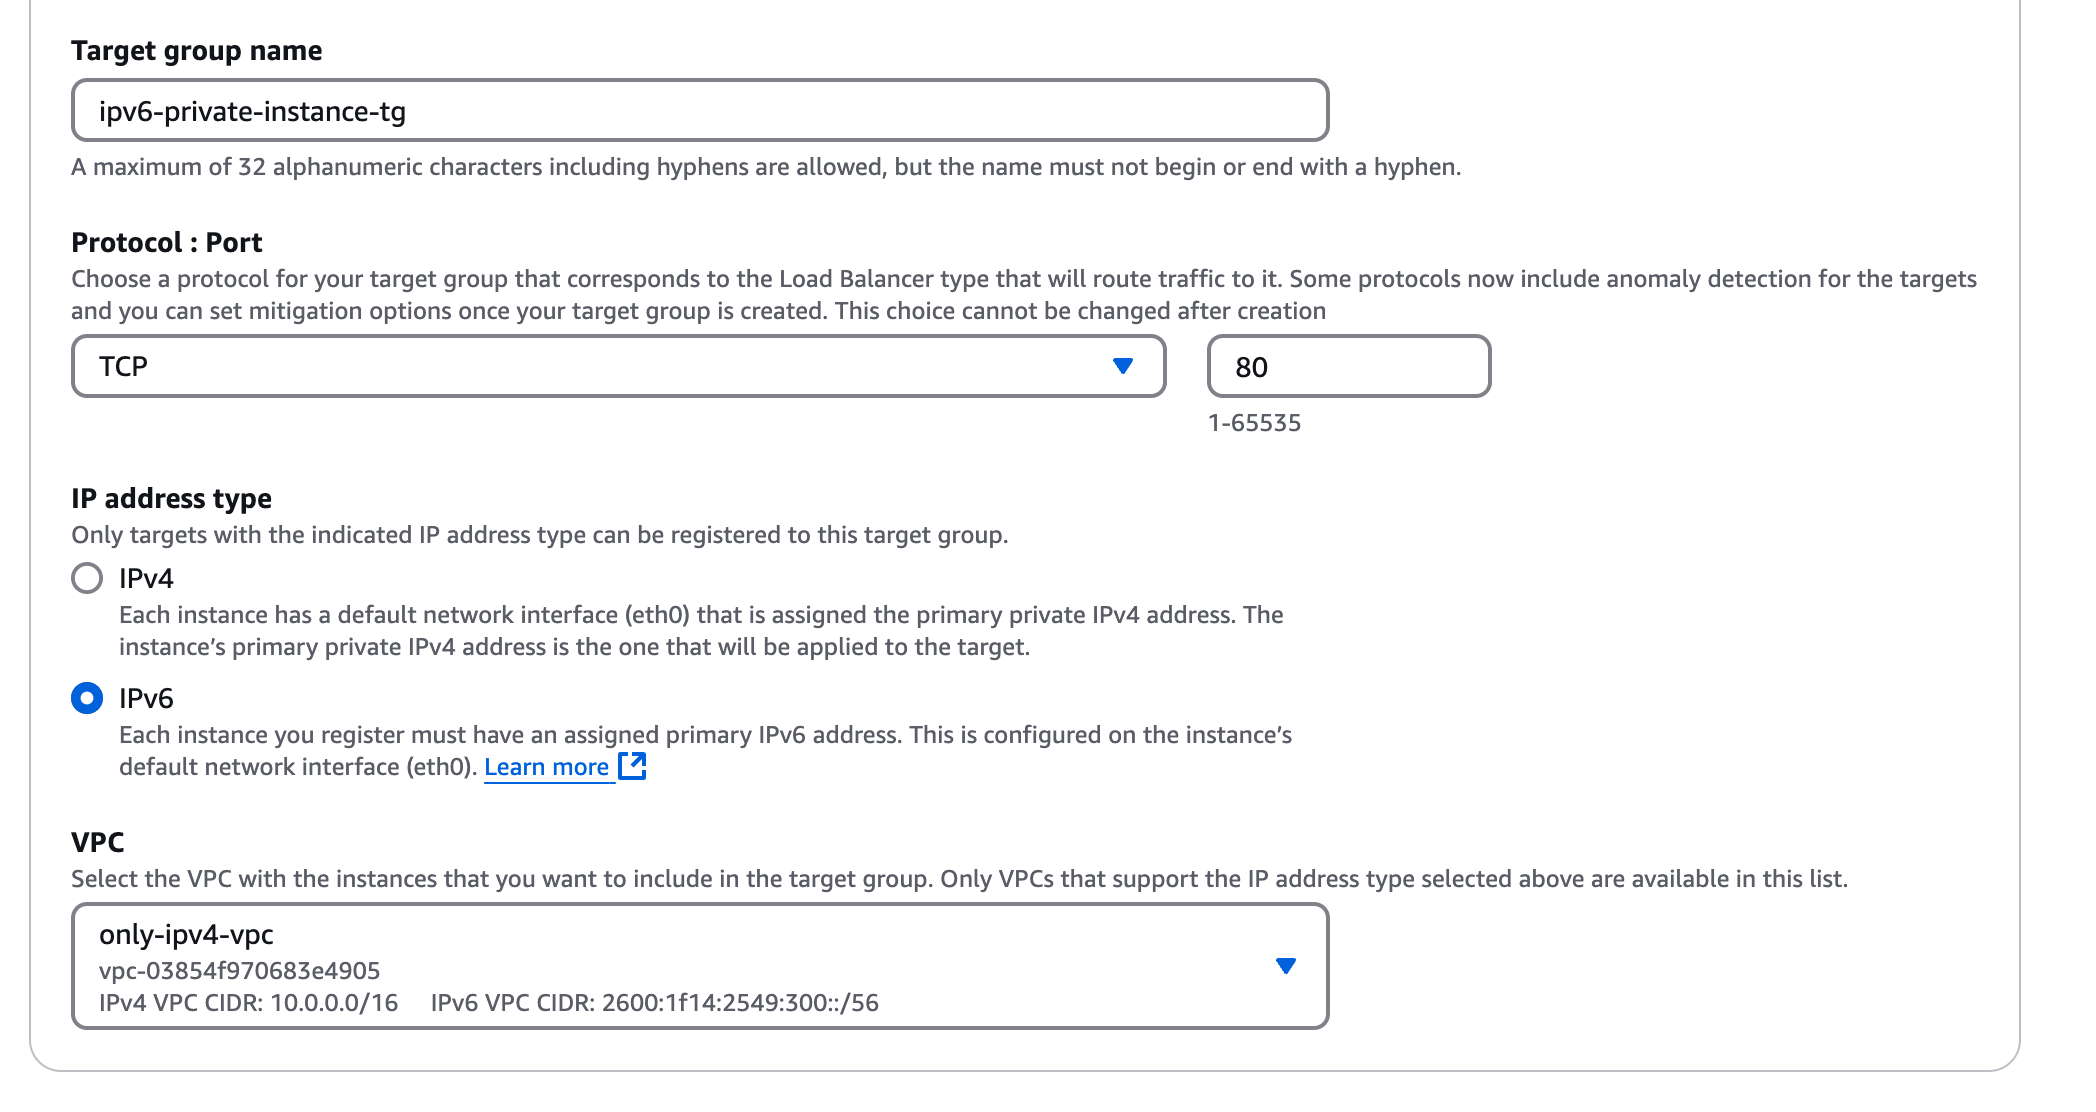 Target group name
ipv6-private-instance-tg
A maximum of 32 alphanumeric characters including hyphens are allowed, but the name must not begin or end with a hyphen.
Protocol : Port
Choose a protocol for your target group that corresponds to the Load Balancer type that will route traffic to it. Some protocols now include anomaly detection for the targets
and you can set mitigation options once your target group is created. This choice cannot be changed after creation
TCP
80
1-65535
IP address type
Only targets with the indicated IP address type can be registered to this target group.
IPv4
Each instance has a default network interface (eth0) that is assigned the primary private IPv4 address. The
instance’s primary private IPv4 address is the one that will be applied to the target.
IPv6
Each instance you register must have an assigned primary IPv6 address. This is configured on the instance’s
default network interface (eth0). Learn more
VPC
Select the VPC with the instances that you want to include in the target group. Only VPCs that support the IP address type selected above are available in this list.
only-ipv4-vpc
vpc-03854f970683e4905
IPv4 VPC CIDR: 10.0.0.0/16 IPv6 VPC CIDR: 2600:1f14:2549:300::/56